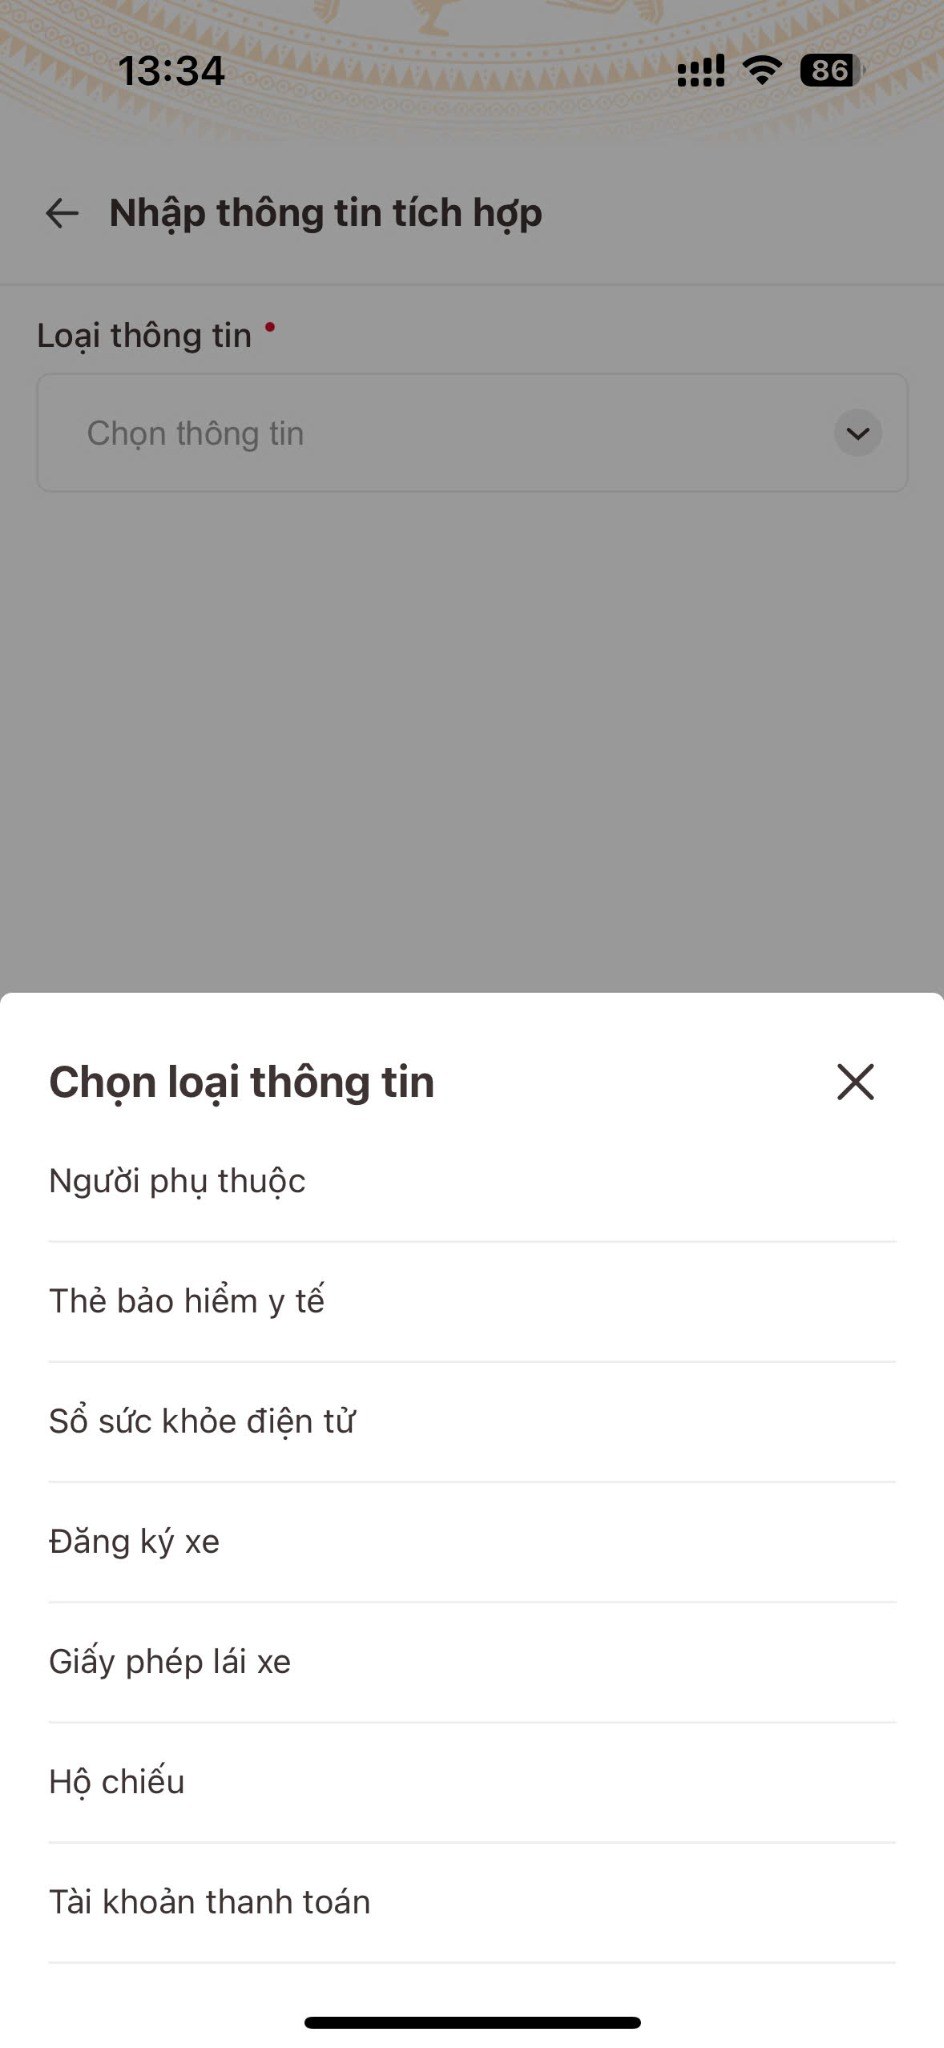 13:34
86
Nhập thông tin tích hợp
Loại thông tin
Chọn thông tin
Chọn loại thông tin
Người phụ thuộc
Thẻ bảo hiểm y tế
Sổ sức khỏe điện tử
Đăng ký xe
Giấy phép lái xe
Hộ chiếu
Tài khoản thanh toán